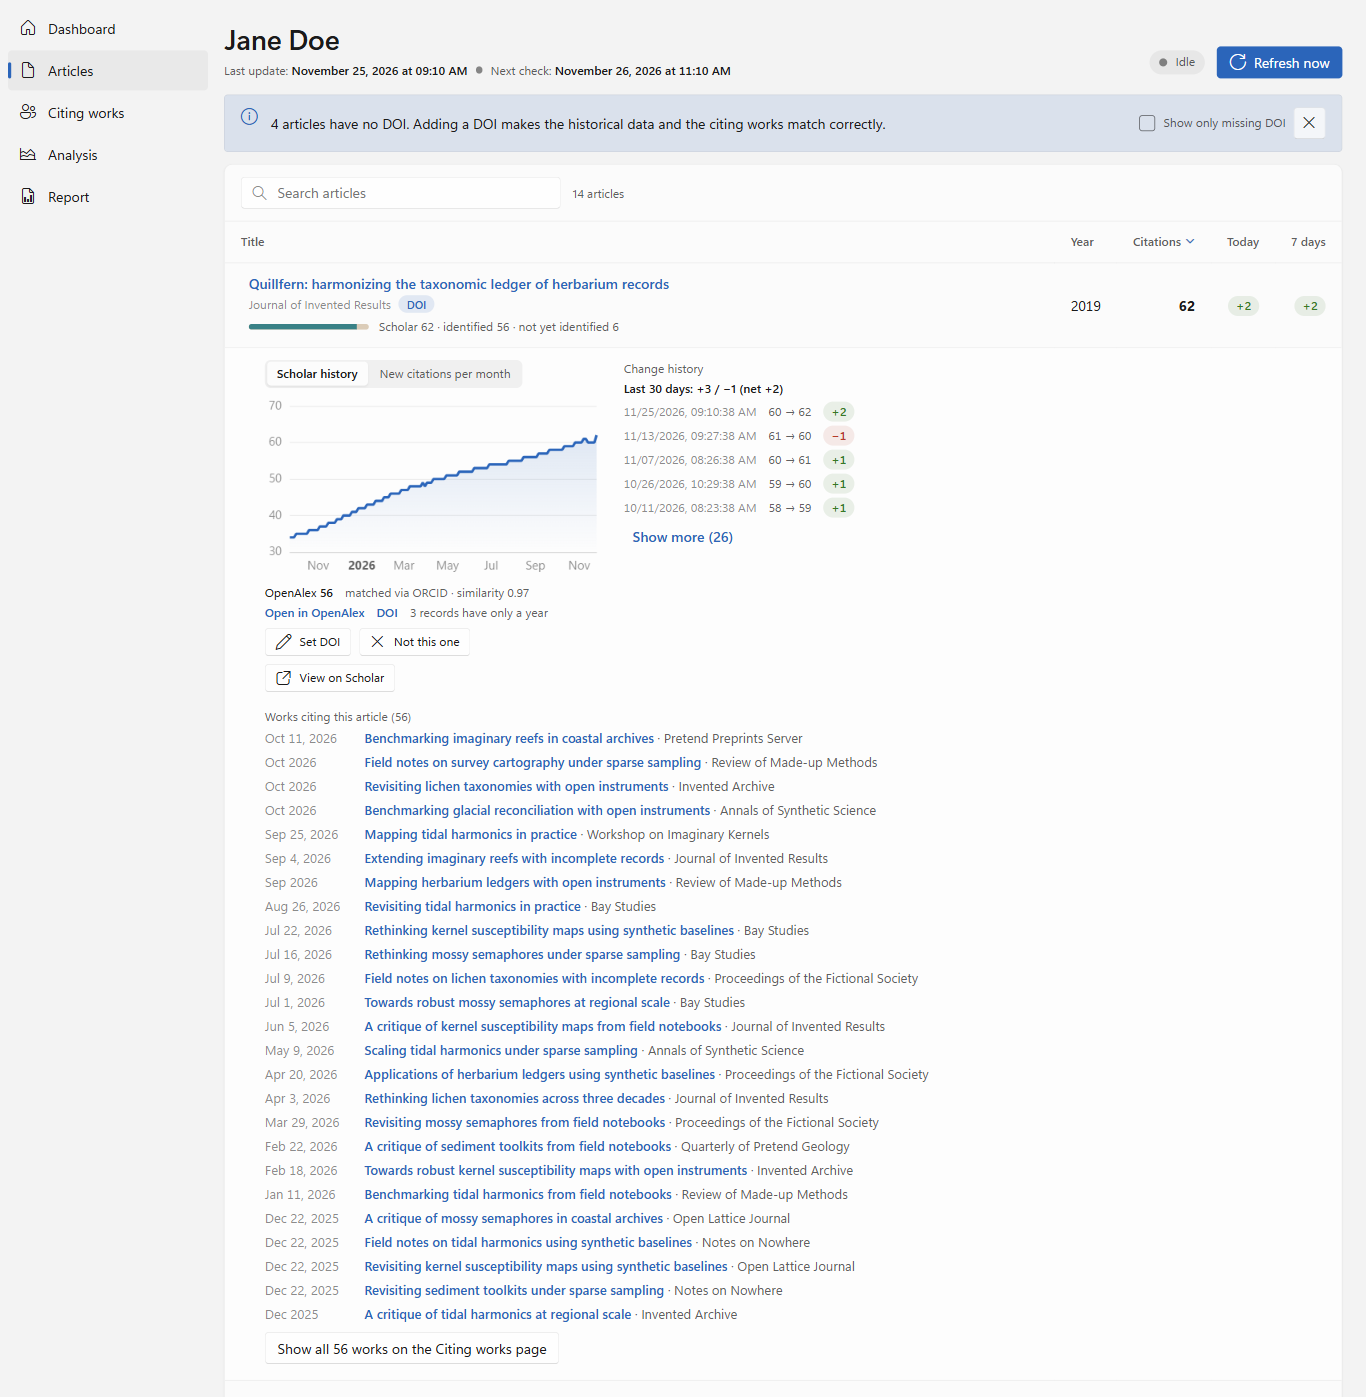 Dashboard
Articles
Citing works
Analysis
Report
Jane Doe
Last update: November 25, 2026 at 09:10 AM Next check: November 26, 2026 at 11:10 AM
Idle
Refresh now
4 articles have no DOI. Adding a DOI makes the historical data and the citing works match correctly.
Show only missing DOI
Search articles
14 articles
Title Year Citations Today 7 days
Quillfern: harmonizing the taxonomic ledger of herbarium records
Journal of Invented Results DOI
Scholar 62 · identified 56 · not yet identified 6
2019 62 +2 +2
Scholar history New citations per month
70
60
50
40
30
Nov 2026 Mar May Jul Sep Nov
Change history
Last 30 days: +3 / −1 (net +2)
11/25/2026, 09:10:38 AM 60 → 62 +2
11/13/2026, 09:27:38 AM 61 → 60 −1
11/07/2026, 08:26:38 AM 60 → 61 +1
10/26/2026, 10:29:38 AM 59 → 60 +1
10/11/2026, 08:23:38 AM 58 → 59 +1
Show more (26)
OpenAlex 56 matched via ORCID · similarity 0.97
Open in OpenAlex DOI 3 records have only a year
Set DOI Not this one
View on Scholar
Works citing this article (56)
Oct 11, 2026 Benchmarking imaginary reefs in coastal archives · Pretend Preprints Server
Oct 2026 Field notes on survey cartography under sparse sampling · Review of Made-up Methods
Oct 2026 Revisiting lichen taxonomies with open instruments · Invented Archive
Oct 2026 Benchmarking glacial reconciliation with open instruments · Annals of Synthetic Science
Sep 25, 2026 Mapping tidal harmonics in practice · Workshop on Imaginary Kernels
Sep 4, 2026 Extending imaginary reefs with incomplete records · Journal of Invented Results
Sep 2026 Mapping herbarium ledgers with open instruments · Review of Made-up Methods
Aug 26, 2026 Revisiting tidal harmonics in practice · Bay Studies
Jul 22, 2026 Rethinking kernel susceptibility maps using synthetic baselines · Bay Studies
Jul 16, 2026 Rethinking mossy semaphores under sparse sampling · Bay Studies
Jul 9, 2026 Field notes on lichen taxonomies with incomplete records · Proceedings of the Fictional Society
Jul 1, 2026 Towards robust mossy semaphores at regional scale · Bay Studies
Jun 5, 2026 A critique of kernel susceptibility maps from field notebooks · Journal of Invented Results
May 9, 2026 Scaling tidal harmonics under sparse sampling · Annals of Synthetic Science
Apr 20, 2026 Applications of herbarium ledgers using synthetic baselines · Proceedings of the Fictional Society
Apr 3, 2026 Rethinking lichen taxonomies across three decades · Journal of Invented Results
Mar 29, 2026 Revisiting mossy semaphores from field notebooks · Proceedings of the Fictional Society
Feb 22, 2026 A critique of sediment toolkits from field notebooks · Quarterly of Pretend Geology
Feb 18, 2026 Towards robust kernel susceptibility maps with open instruments · Invented Archive
Jan 11, 2026 Benchmarking tidal harmonics from field notebooks · Review of Made-up Methods
Dec 22, 2025 A critique of mossy semaphores in coastal archives · Open Lattice Journal
Dec 22, 2025 Field notes on tidal harmonics using synthetic baselines · Notes on Nowhere
Dec 22, 2025 Revisiting kernel susceptibility maps using synthetic baselines · Open Lattice Journal
Dec 22, 2025 Revisiting sediment toolkits under sparse sampling · Notes on Nowhere
Dec 2025 A critique of tidal harmonics at regional scale · Invented Archive
Show all 56 works on the Citing works page